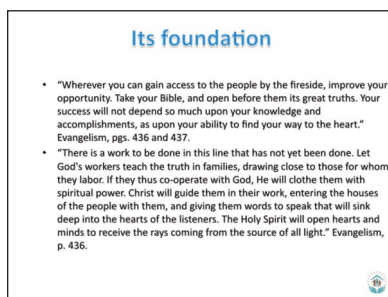 Its foundation
• “Wherever you can gain access to the people by the fireside, improve your
opportunity. Take your Bible, and open before them its great truths. Your
success will not depend so much upon your knowledge and
accomplishments, as upon your ability to find your way to the heart.”
Evangelism, pgs. 436 and 437.
• “There is a work to be done in this line that has not yet been done. Let
God’s workers teach the truth in families, drawing close to those for whom
they labor. If they thus co-operate with God, He will clothe them with
spiritual power. Christ will guide them in their work, entering the houses
of the people with them, and giving them words to speak that will sink
deep into the hearts of the listeners. The Holy Spirit will open hearts and
minds to receive the rays coming from the source of all light.” Evangelism,
p. 436.